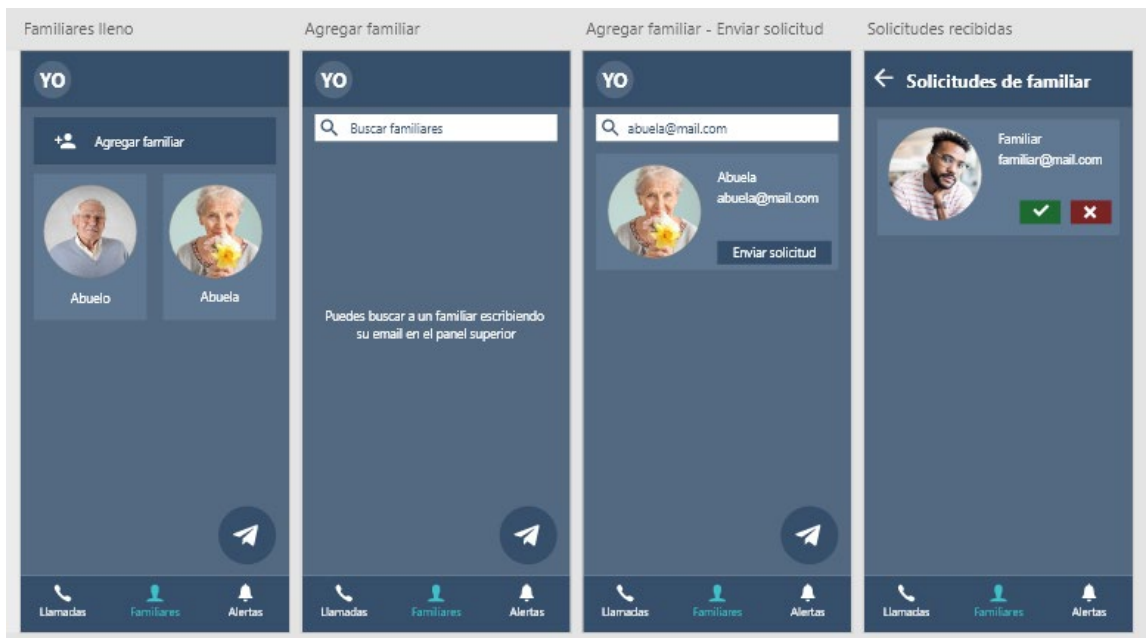 Familiares lleno
YO
Agregar familiar
Abuelo
Abuela
Llamadas
Familiares
Alertas
Agregar familiar
YO
Buscar familiares
Puedes buscar a un familiar escribiendo
su email en el panel superior
Llamadas
Familiares
Alertas
Agregar familiar - Enviar solicitud
YO
abuela@mail.com
Abuela
abuela@mail.com
Enviar solicitud
Llamadas
Familiares
Alertas
Solicitudes recibidas
Solicitudes de familiar
Familiar
familiar@mail.com
Llamadas
Familiares
Alertas